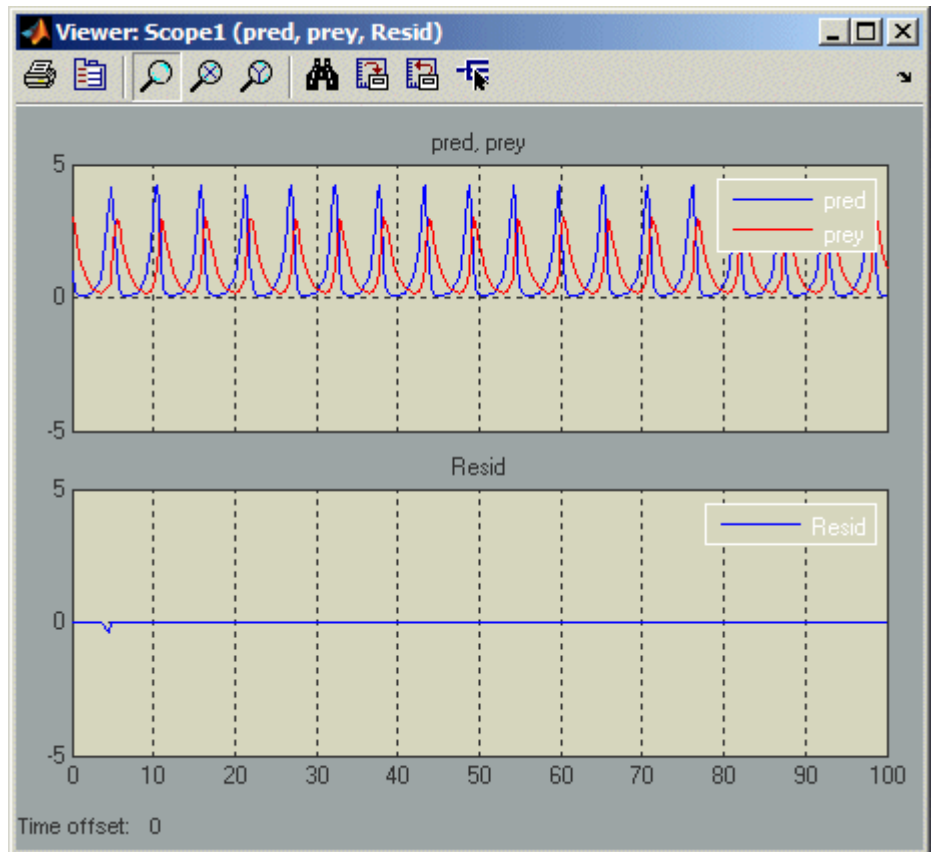 Viewer: Scope1 (pred, prey, Resid)
pred, prey
5
0
-5
pred
prey
Resid
5
0
-5
Resid
0 10 20 30 40 50 60 70 80 90 100
Time offset: 0